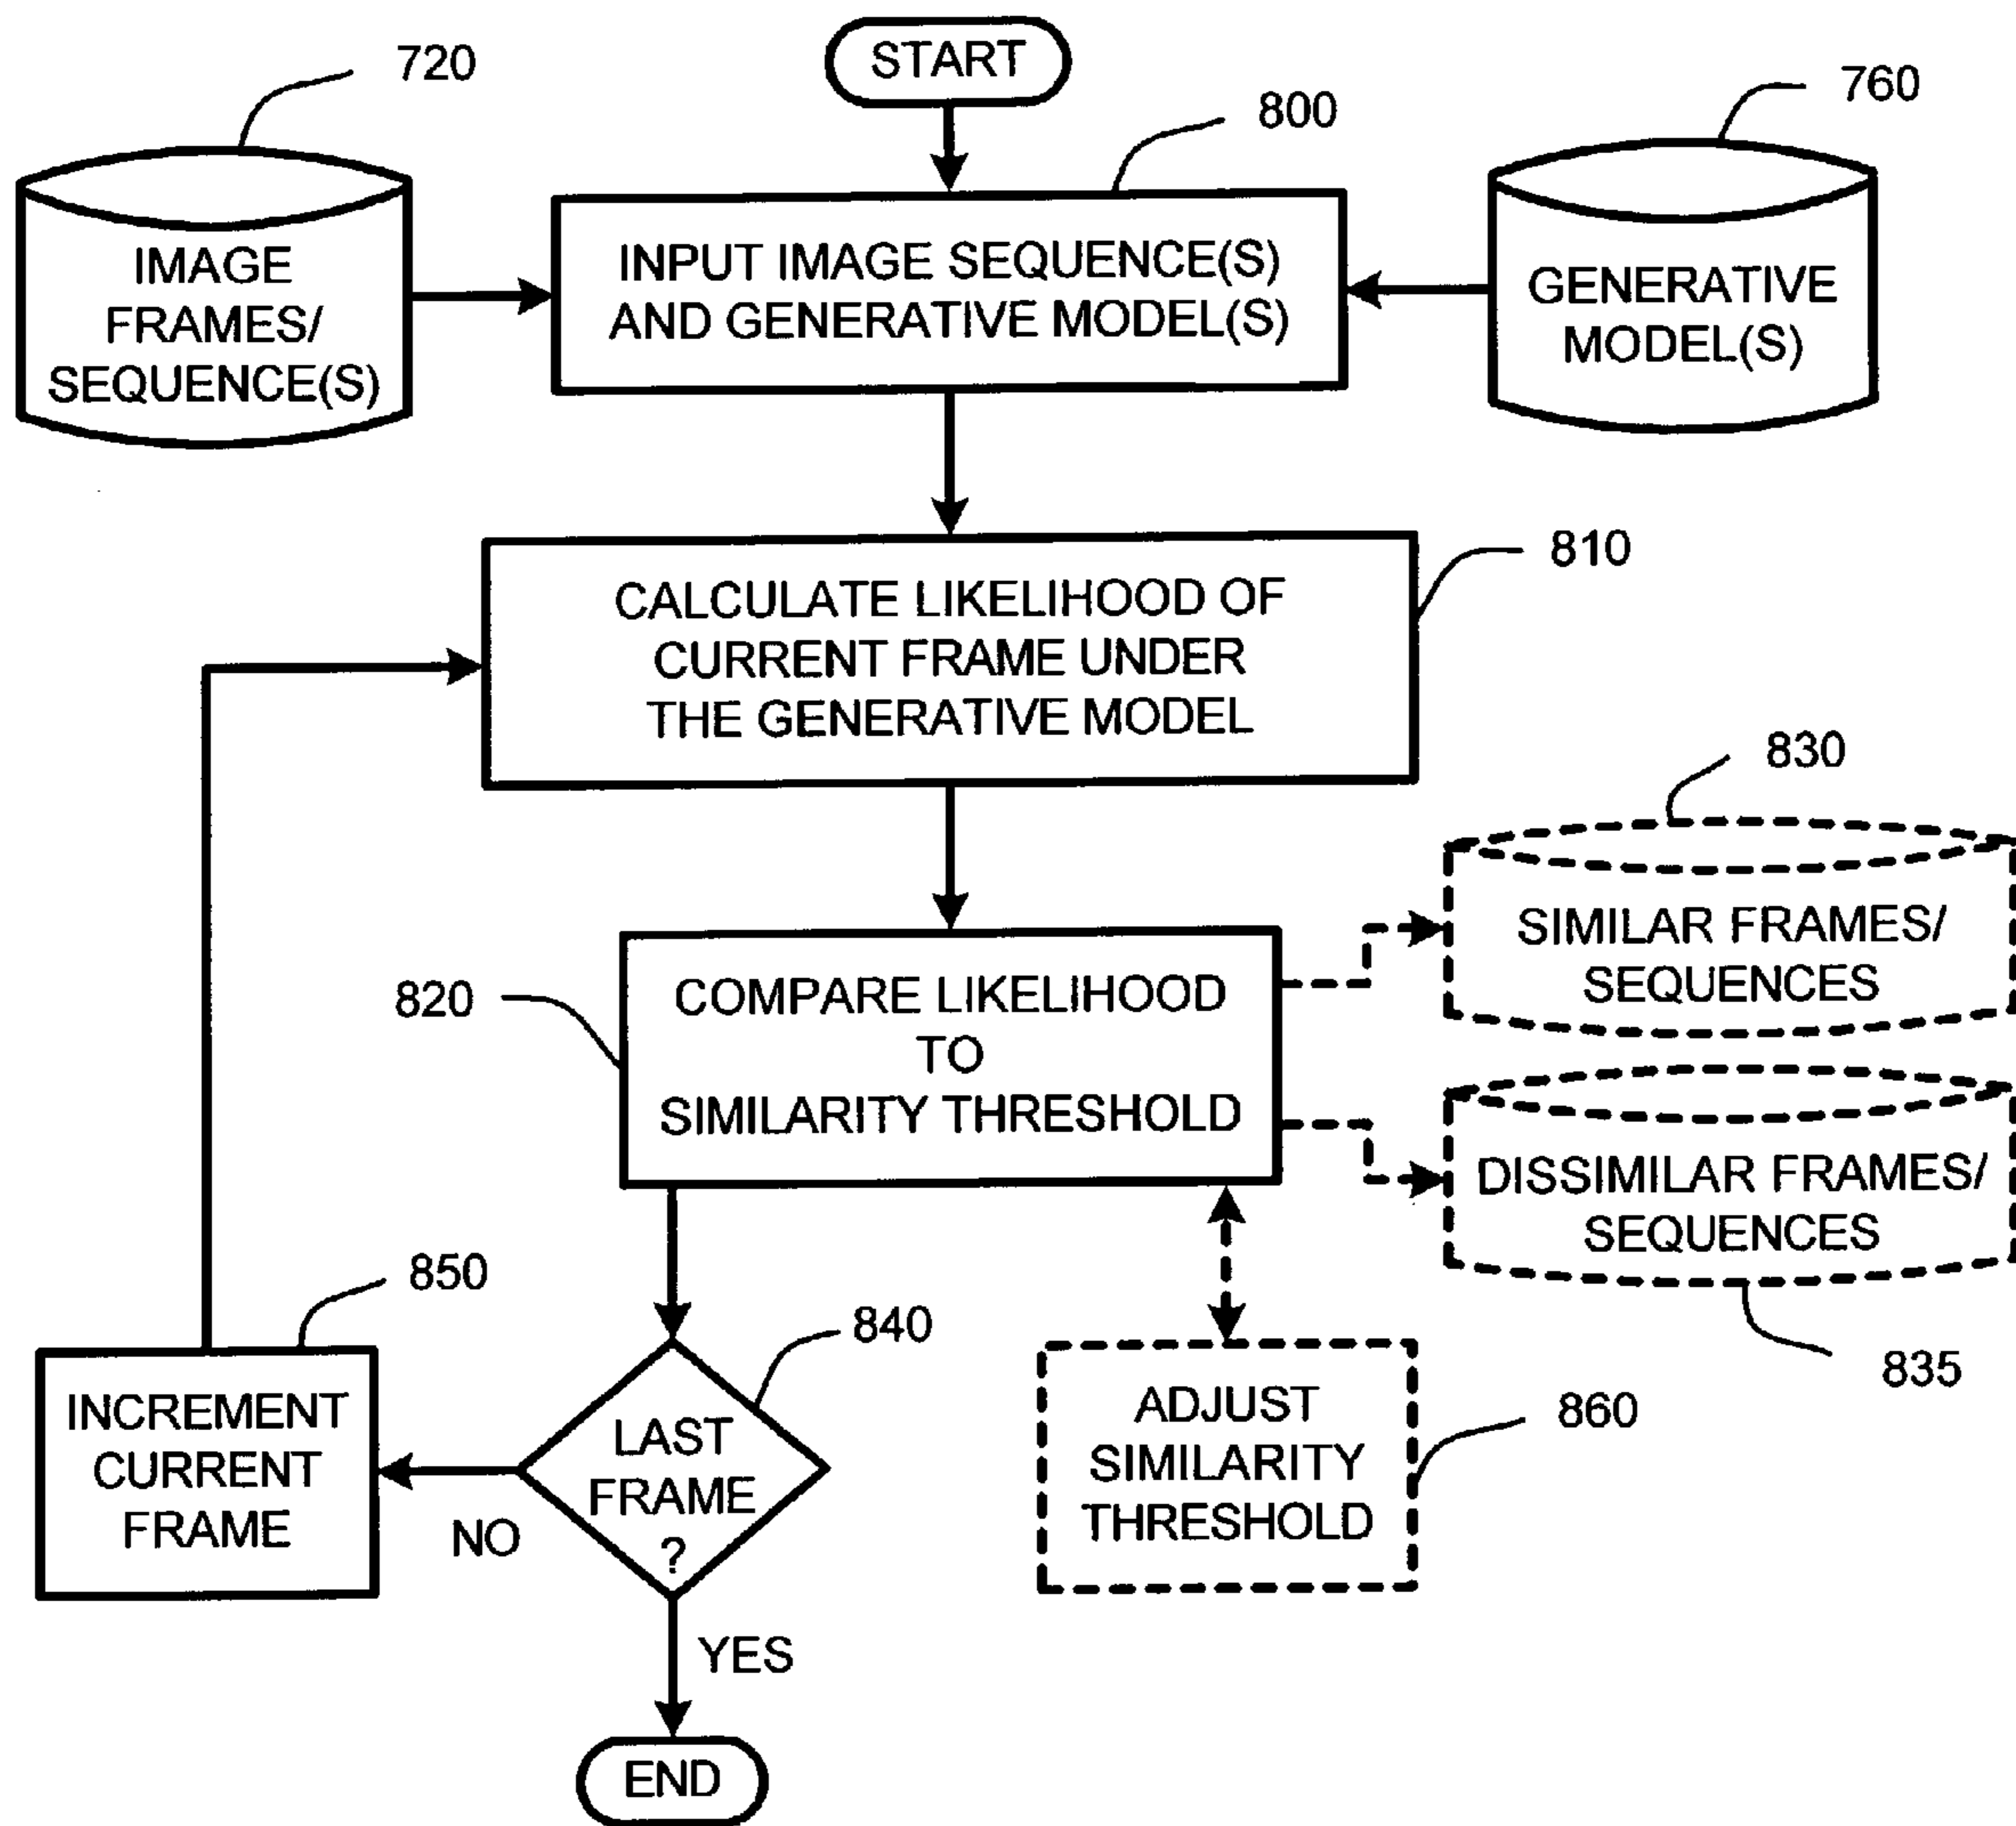 START
720
800
760
IMAGE
FRAMES/
SEQUENCE(S)
INPUT IMAGE SEQUENCE(S)
AND GENERATIVE MODEL(S)
GENERATIVE
MODEL(S)
810
CALCULATE LIKELIHOOD OF
CURRENT FRAME UNDER
THE GENERATIVE MODEL
830
SIMILAR FRAMES/
SEQUENCES
820
COMPARE LIKELIHOOD
TO
SIMILARITY THRESHOLD
DISSIMILAR FRAMES/
SEQUENCES
835
850
840
INCREMENT
CURRENT
FRAME
LAST
FRAME
?
NO
ADJUST
SIMILARITY
THRESHOLD
860
YES
END